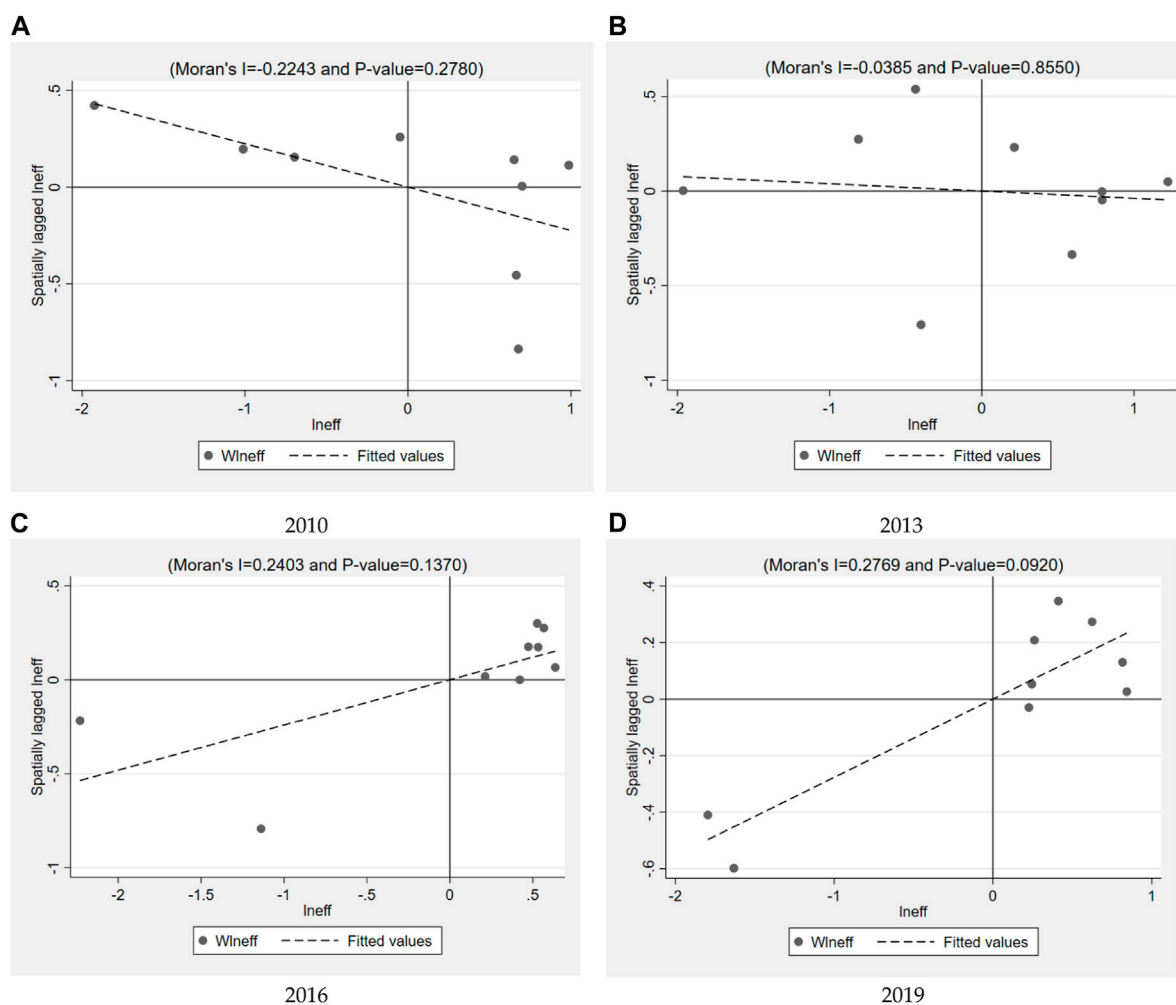 A
(Moran's I=-0.2243 and P-value=0.2780)
.5
0
-.5
-1
Spatially lagged lneff
-2
-1
0
1
lneff
Wlneff
Fitted values
2010
B
(Moran's I=-0.0385 and P-value=0.8550)
.5
0
-.5
-1
Spatially lagged lneff
-2
-1
0
1
lneff
Wlneff
Fitted values
2013
C
(Moran's I=0.2403 and P-value=0.1370)
.5
0
-.5
-1
Spatially lagged lneff
-2
-1.5
-1
-.5
0
.5
lneff
Wlneff
Fitted values
2016
D
(Moran's I=0.2769 and P-value=0.0920)
.4
.2
0
-.2
-.4
-.6
Spatially lagged lneff
-2
-1
0
1
lneff
Wlneff
Fitted values
2019